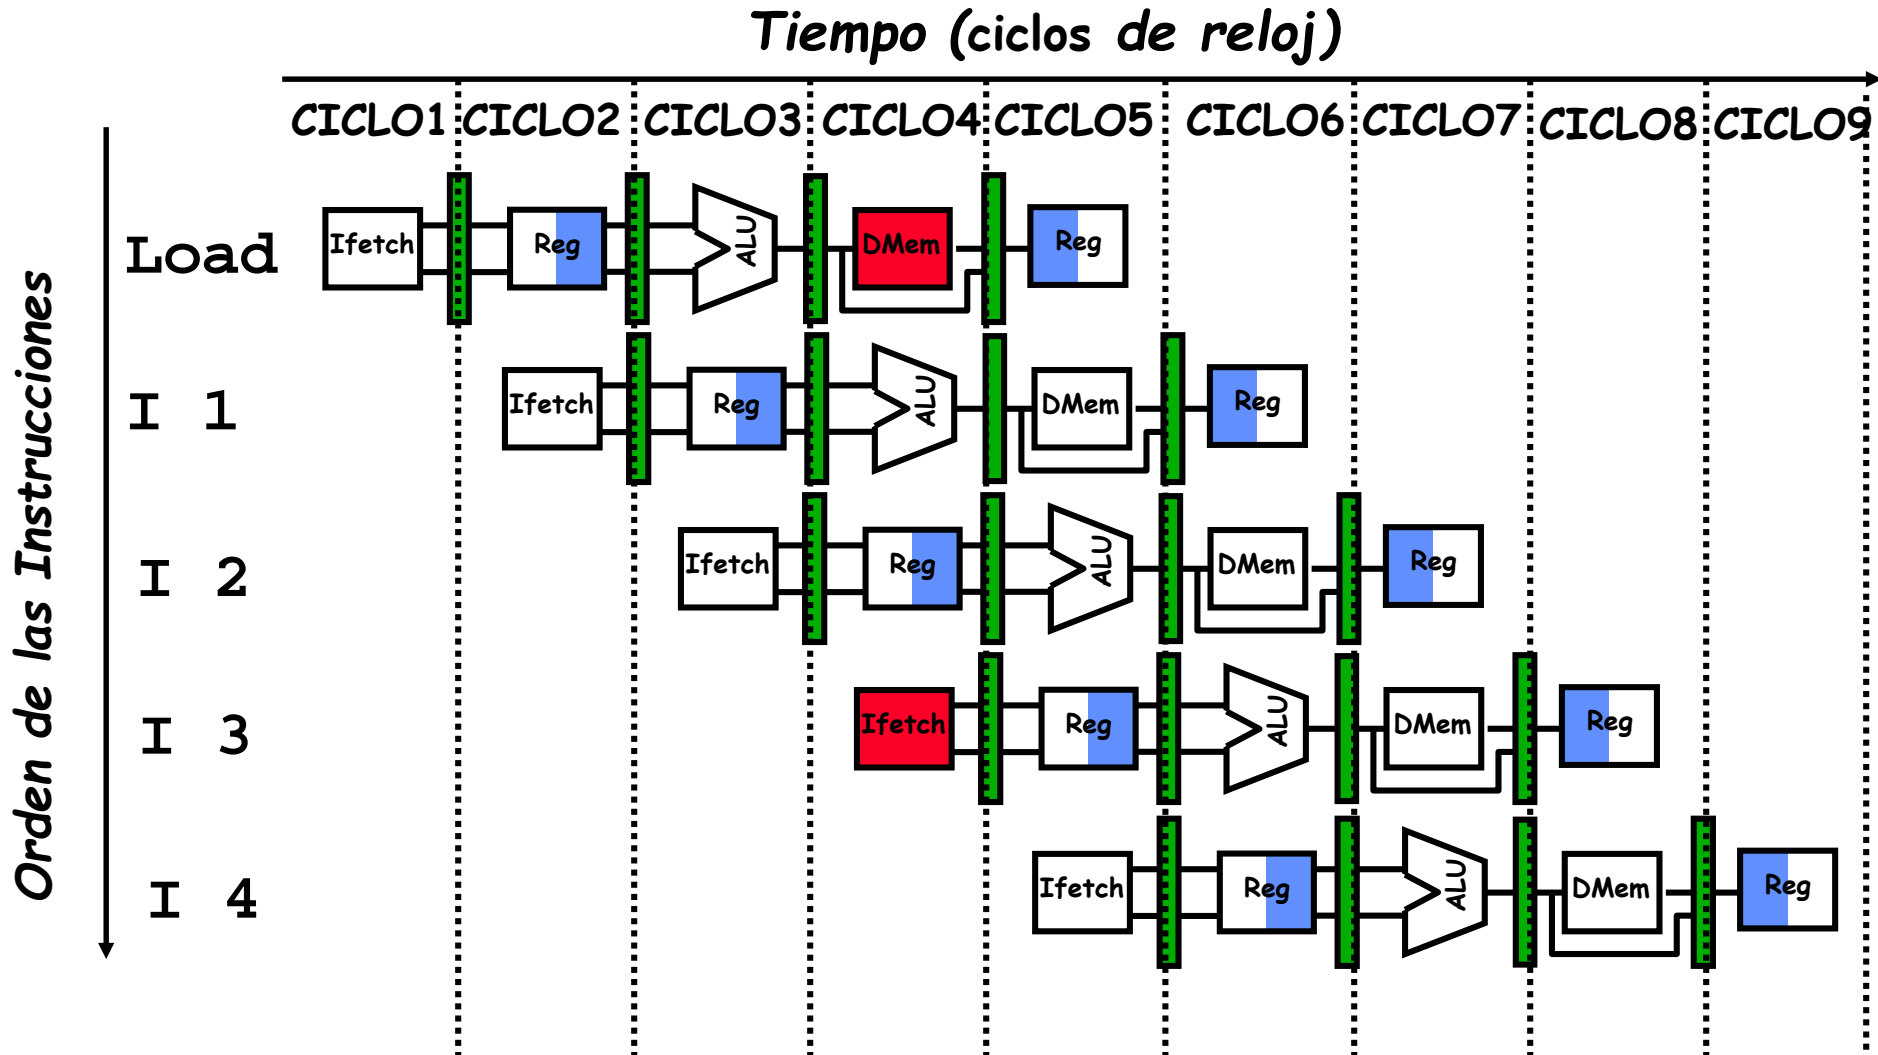 Tiempo (ciclos de reloj)
CICLO1 CICLO2 CICLO3 CICLO4 CICLO5 CICLO6 CICLO7 CICLO8 CICLO9
Orden de las Instrucciones
Load Ifetch Reg ALU DMem Reg
I 1 Ifetch Reg ALU DMem Reg
I 2 Ifetch Reg ALU DMem Reg
I 3 Ifetch Reg ALU DMem Reg
I 4 Ifetch Reg ALU DMem Reg